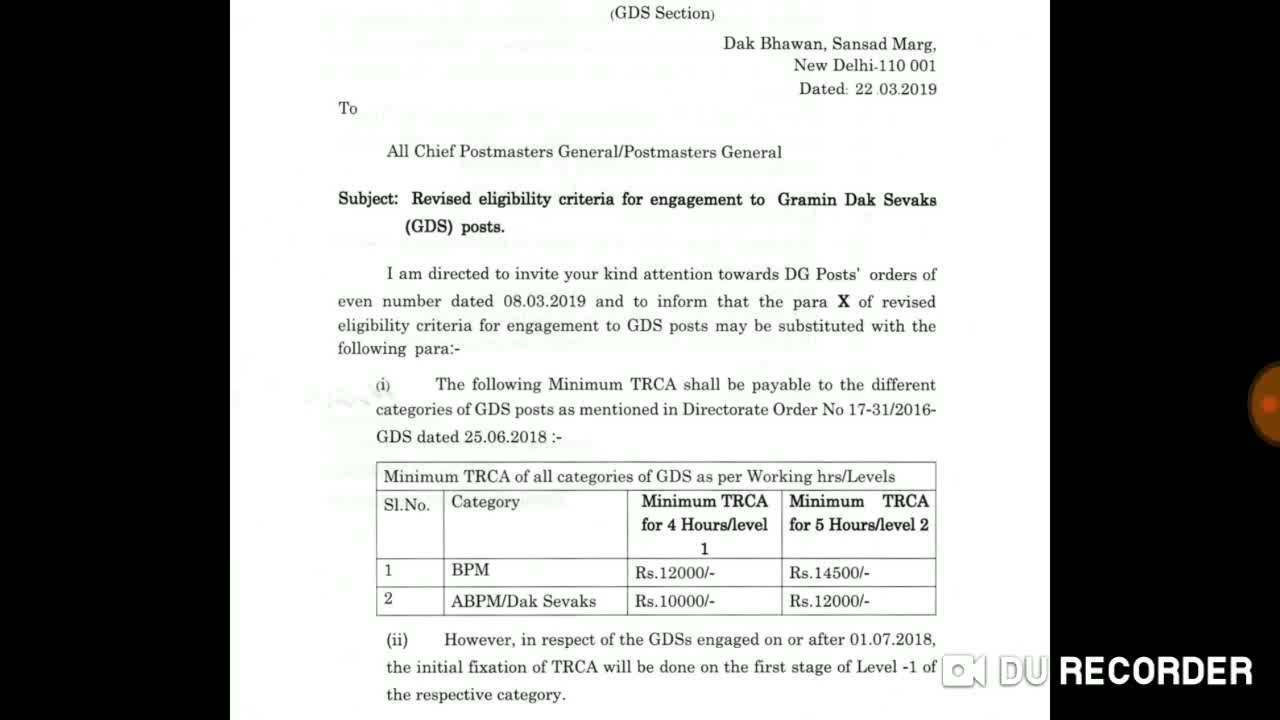 (GDS Section)
Dak Bhawan, Sansad Marg,
New Delhi-110 001
Dated: 22.03.2019
To
All Chief Postmasters General/Postmasters General
Subject: Revised eligibility criteria for engagement to Gramin Dak Sevaks
(GDS) posts.
I am directed to invite your kind attention towards DG Posts' orders of
even number dated 08.03.2019 and to inform that the para X of revised
eligibility criteria for engagement to GDS posts may be substituted with the
following para:-
(i) The following Minimum TRCA shall be payable to the different
categories of GDS posts as mentioned in Directorate Order No 17-31/2016-
GDS dated 25.06.2018 :-
Minimum TRCA of all categories of GDS as per Working hrs/Levels
Sl.No. Category Minimum TRCA Minimum TRCA
for 4 Hours/level for 5 Hours/level 2
1
1 BPM Rs.12000/- Rs.14500/-
2 ABPM/Dak Sevaks Rs.10000/- Rs.12000/-
(ii) However, in respect of the GDSs engaged on or after 01.07.2018,
the initial fixation of TRCA will be done on the first stage of Level -1 of
the respective category.
DU RECORDER